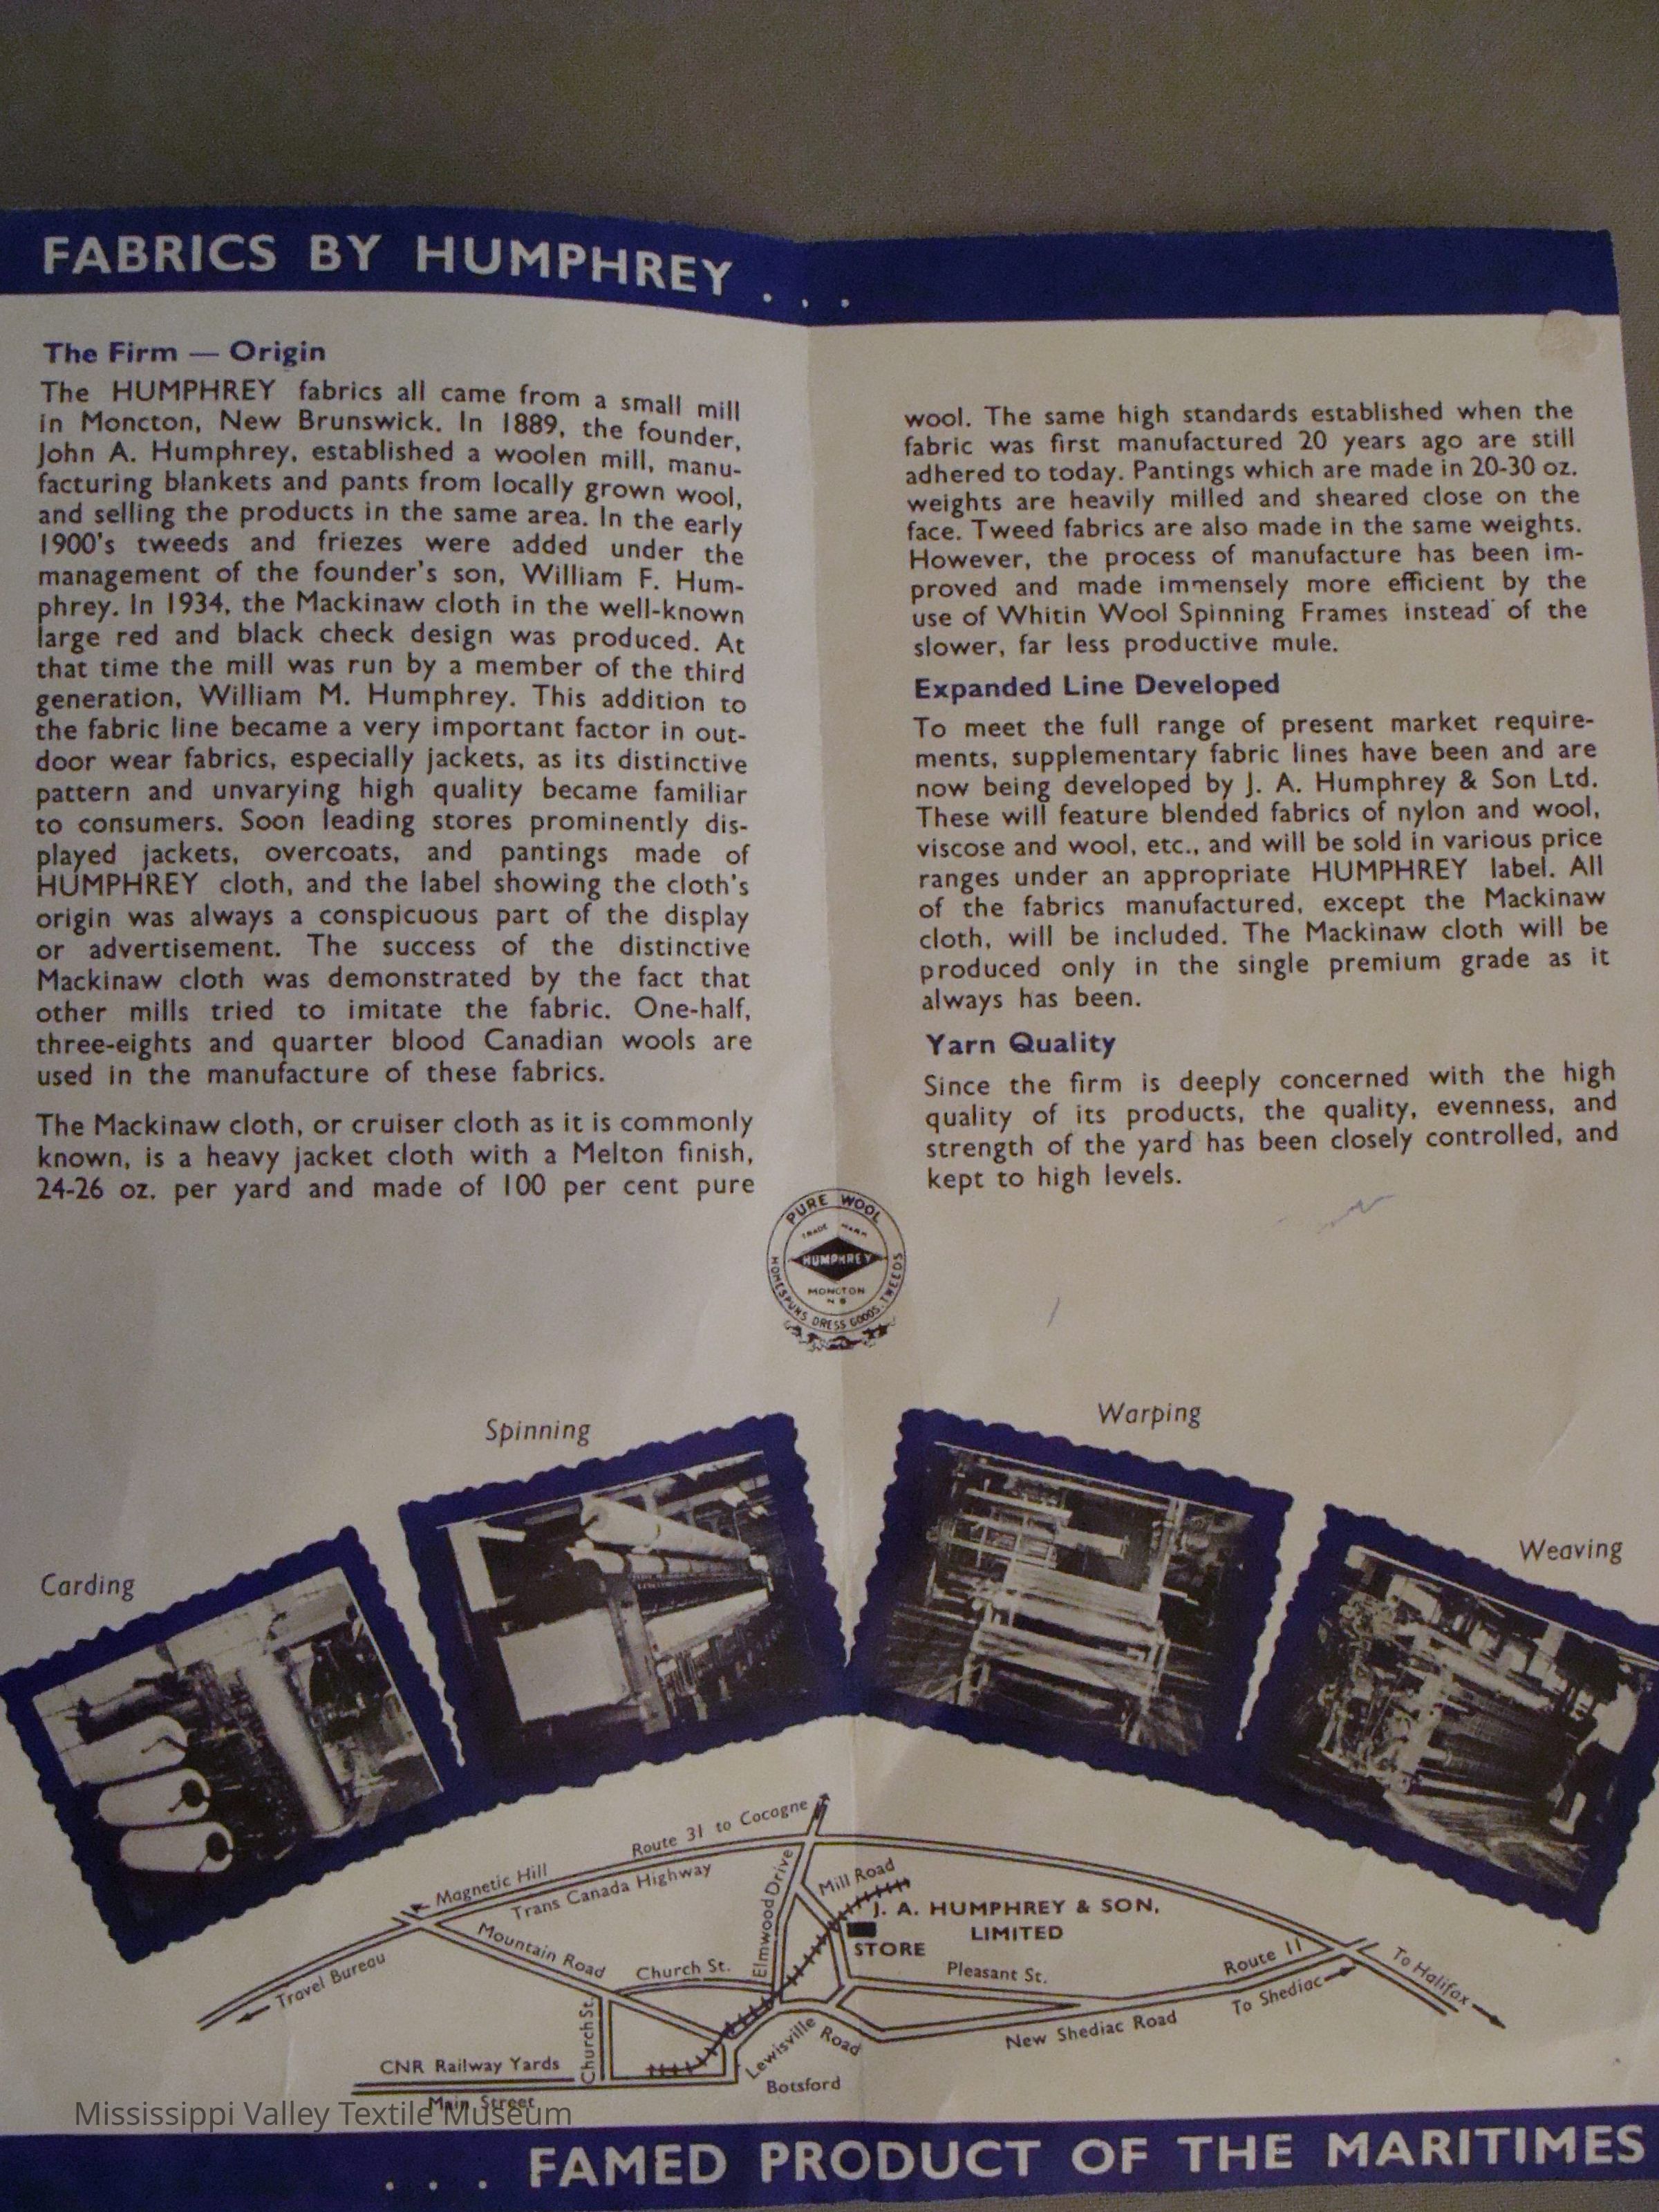 FABRICS BY HUMPHREY . . .
The Firm — Origin
The HUMPHREY fabrics all came from a small mill
in Moncton, New Brunswick. In 1889, the founder,
John A. Humphrey, established a woolen mill, manu-
facturing blankets and pants from locally grown wool,
and selling the products in the same area. In the early
1900's tweeds and friezes were added under the
management of the founder's son, William F. Hum-
phrey. In 1934, the Mackinaw cloth in the well-known
large red and black check design was produced. At
that time the mill was run by a member of the third
generation, William M. Humphrey. This addition to
the fabric line became a very important factor in out-
door wear fabrics, especially jackets, as its distinctive
pattern and unvarying high quality became familiar
to consumers. Soon leading stores prominently dis-
played jackets, overcoats, and pantings made of
HUMPHREY cloth, and the label showing the cloth's
origin was always a conspicuous part of the display
or advertisement. The success of the distinctive
Mackinaw cloth was demonstrated by the fact that
other mills tried to imitate the fabric. One-half,
three-eights and quarter blood Canadian wools are
used in the manufacture of these fabrics.
The Mackinaw cloth, or cruiser cloth as it is commonly
known, is a heavy jacket cloth with a Melton finish,
24-26 oz. per yard and made of 100 per cent pure
wool. The same high standards established when the
fabric was first manufactured 20 years ago are still
adhered to today. Pantings which are made in 20-30 oz.
weights are heavily milled and sheared close on the
face. Tweed fabrics are also made in the same weights.
However, the process of manufacture has been im-
proved and made immensely more efficient by the
use of Whitin Wool Spinning Frames instead of the
slower, far less productive mule.
Expanded Line Developed
To meet the full range of present market require-
ments, supplementary fabric lines have been and are
now being developed by J. A. Humphrey & Son Ltd.
These will feature blended fabrics of nylon and wool,
viscose and wool, etc., and will be sold in various price
ranges under an appropriate HUMPHREY label. All
of the fabrics manufactured, except the Mackinaw
cloth, will be included. The Mackinaw cloth will be
produced only in the single premium grade as it
always has been.
Yarn Quality
Since the firm is deeply concerned with the high
quality of its products, the quality, evenness, and
strength of the yard has been closely controlled, and
kept to high levels.
PURE WOOL
TRADE MARK
HUMPHREY
MONCTON
N B
HOMESPUNS DRESS GOODS TWEEDS
Carding
Spinning
Warping
Weaving
Route 31 to Cocagne
Magnetic Hill
Trans Canada Highway
Travel Bureau
Mountain Road
Church St.
Elmwood Drive
Mill Road
J. A. HUMPHREY & SON,
LIMITED
STORE
Pleasant St.
Route 11
To Shediac
To Halifax
New Shediac Road
Lewisville Road
Botsford
Church St.
CNR Railway Yards
Main Street
Mississippi Valley Textile Museum
. . . FAMED PRODUCT OF THE MARITIMES